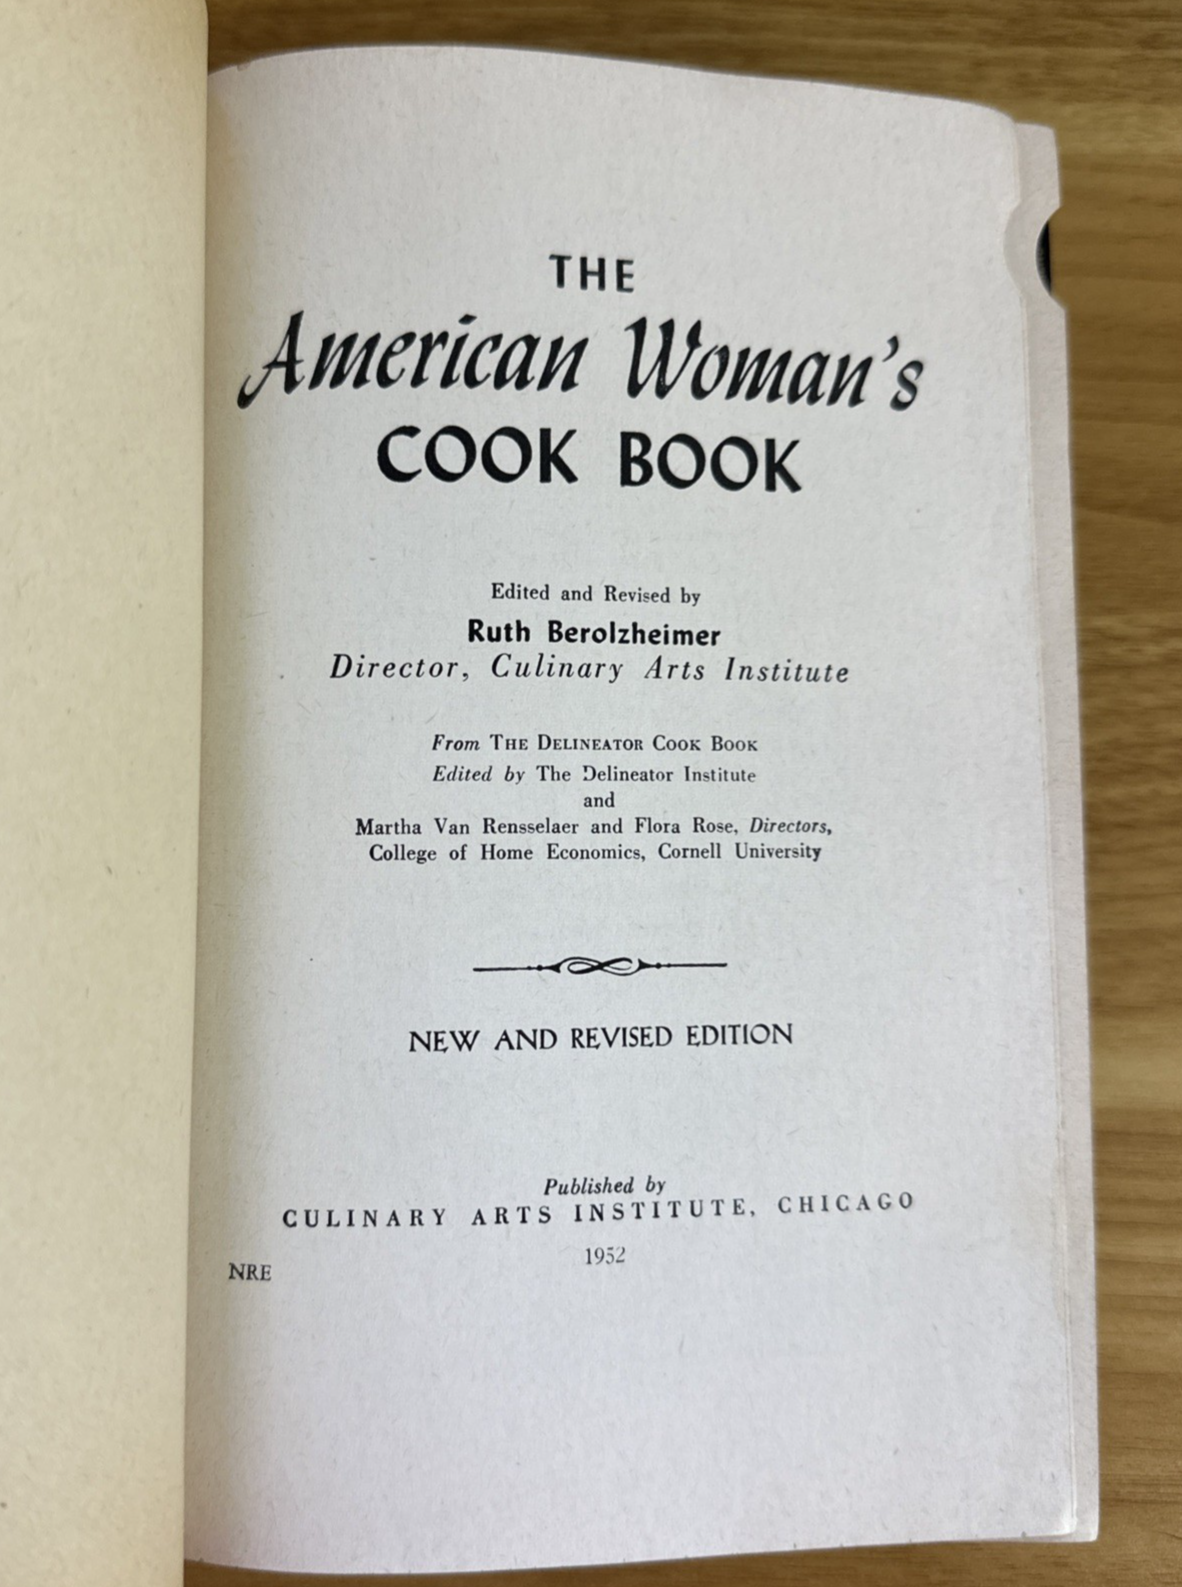 THE
American Woman's
COOK BOOK
Edited and Revised by
Ruth Berolzheimer
Director, Culinary Arts Institute
From THE DELINEATOR COOK BOOK
Edited by The Delineator Institute
and
Martha Van Rensselaer and Flora Rose, Directors,
College of Home Economics, Cornell University
NEW AND REVISED EDITION
Published by
CULINARY ARTS INSTITUTE, CHICAGO
1952
NRE